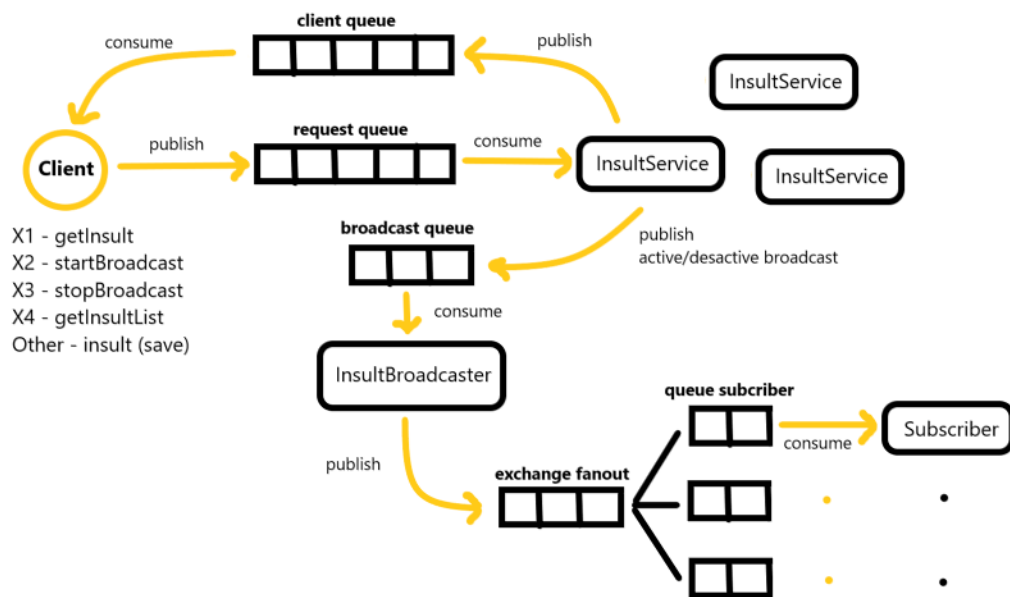 client queue
consume
publish
InsultService
request queue
publish
consume
Client
InsultService
InsultService
X1 - getInsult
X2 - startBroadcast
X3 - stopBroadcast
X4 - getInsultList
Other - insult (save)
broadcast queue
publish
active/desactive broadcast
consume
InsultBroadcaster
queue subcriber
publish
exchange fanout
consume
Subscriber